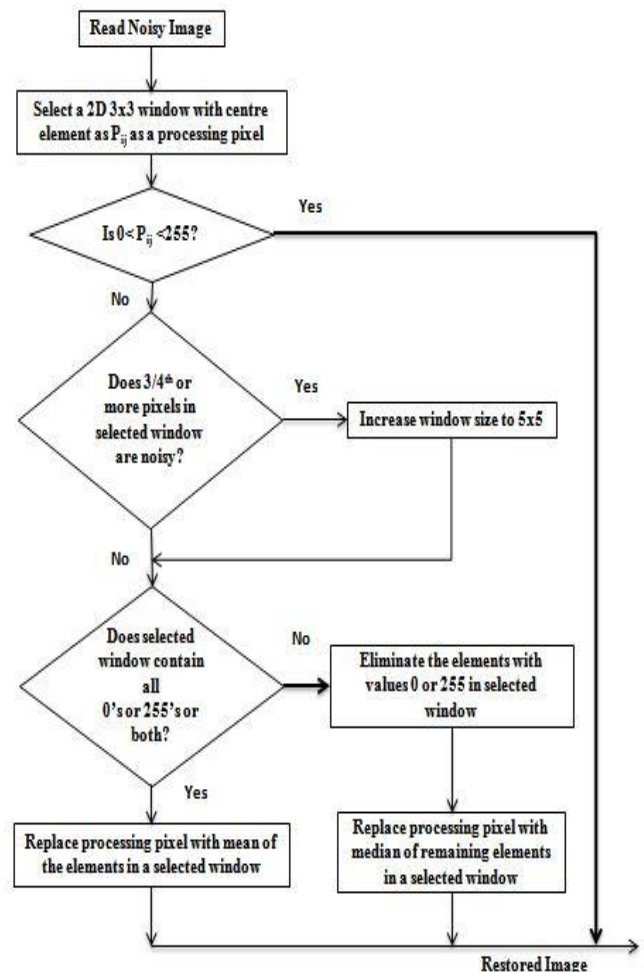 Read Noisy Image
Select a 2D 3x3 window with centre
element as Pij as a processing pixel
Yes
Is 0< Pij <255?
No
Does 3/4th or
more pixels in
selected window
are noisy?
Yes
Increase window size to 5x5
No
Does selected
window contain
all
0's or 255's or
both?
No
Eliminate the elements with
values 0 or 255 in selected
window
Yes
Replace processing pixel with mean of
the elements in a selected window
Replace processing pixel with
median of remaining elements
in a selected window
Restored Image